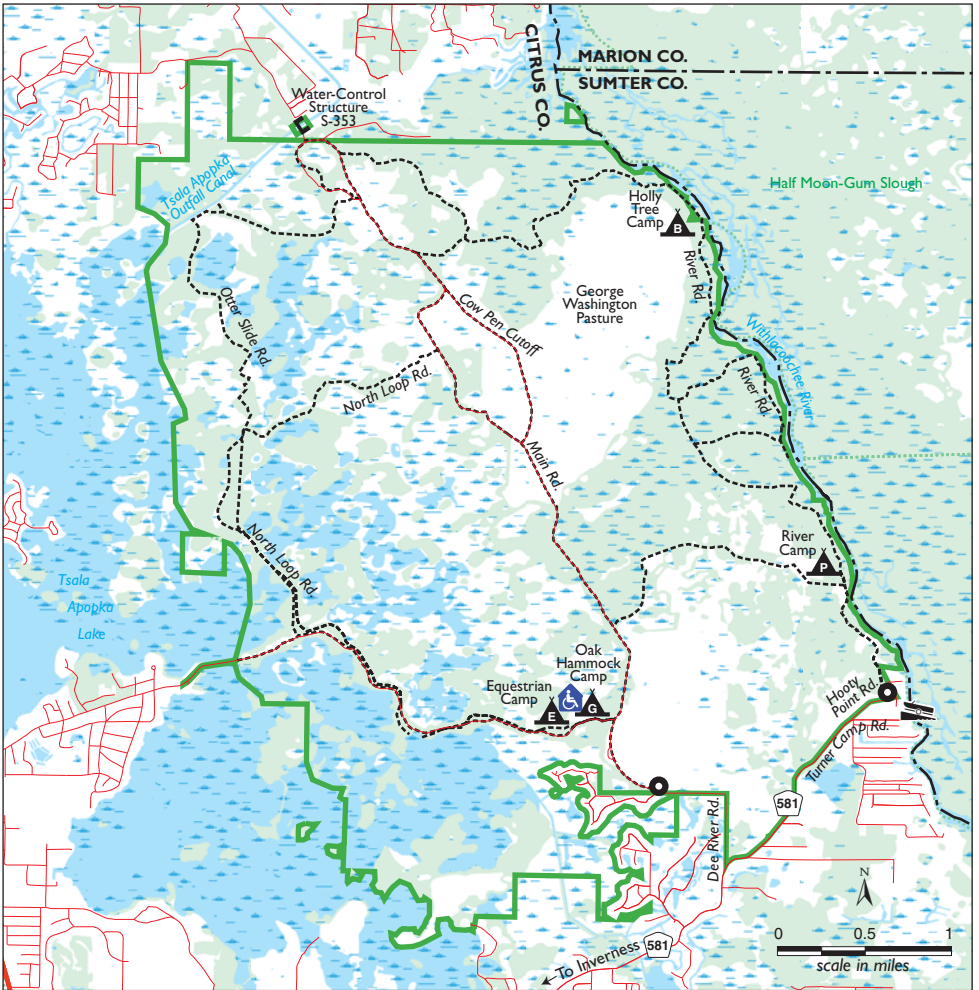 CITRUS CO.
MARION CO.
SUMTER CO.
Water-Control
Structure
S-353
Tsala Apopka
Outfall Canal
Half Moon-Gum Slough
Holly
Tree
Camp
B
River Rd.
George
Washington
Pasture
Otter Slide Rd.
Cow Pen Cutoff
Withlacoochee River
North Loop Rd.
River Rd.
Main Rd.
North Loop Rd.
River
Camp
P
Tsala
Apopka
Lake
Oak
Hammock
Camp
G
Equestrian
Camp
E
Hooty
Point Rd.
Turner Camp Rd.
581
Dee River Rd.
N
0 0.5 1
scale in miles
To Inverness
581